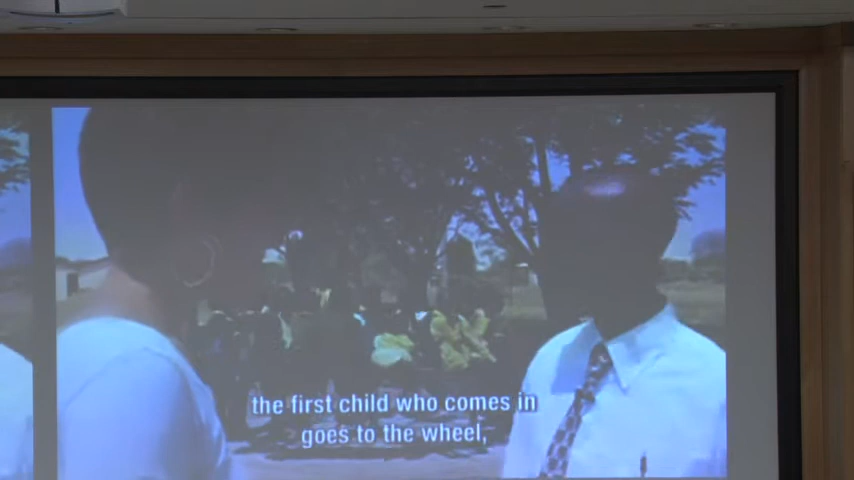 the first child who comes in
goes to the wheel,